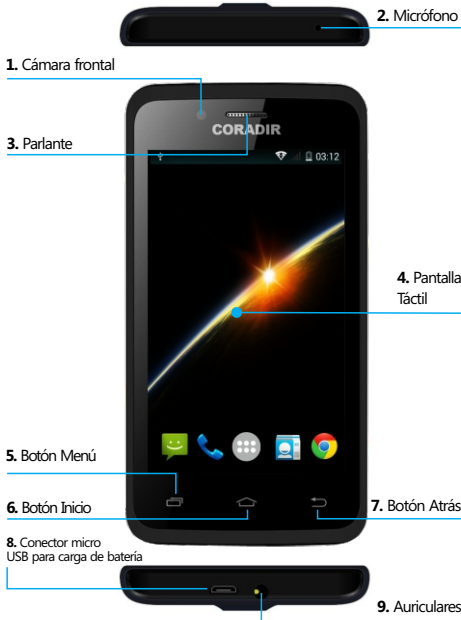 2. Micrófono
1. Cámara frontal
CORADIR
3. Parlante
03:12
4. Pantalla
Táctil
5. Botón Menú
6. Botón Inicio
7. Botón Atrás
8. Conector micro
USB para carga de batería
9. Auriculares